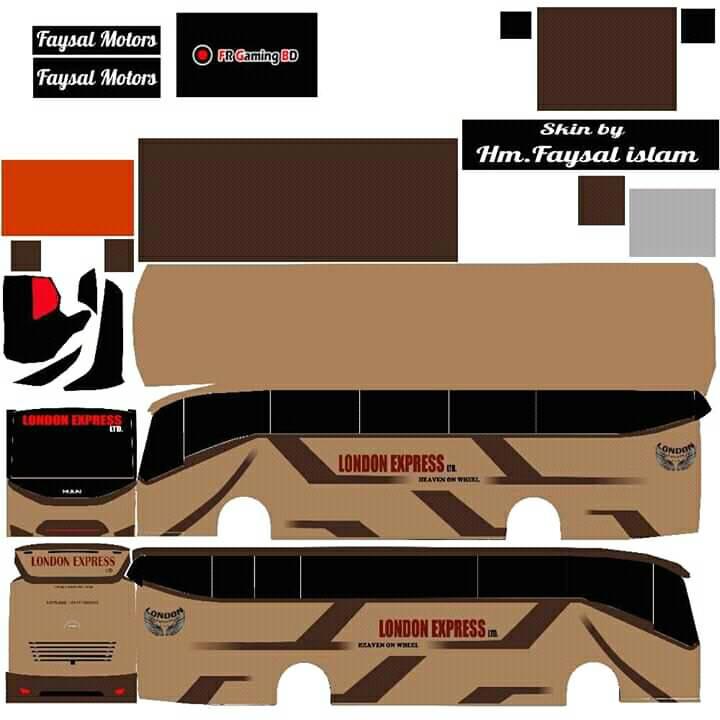 Faysal Motors
Faysal Motors
FR Gaming BD
Skin by
Hm.Faysal islam
LONDON EXPRESS
LTD.
MAN
LONDON EXPRESS LTD.
HEAVEN ON WHEEL
LONDON
LONDON EXPRESS
LONDON
LONDON EXPRESS LTD.
HEAVEN ON WHEEL